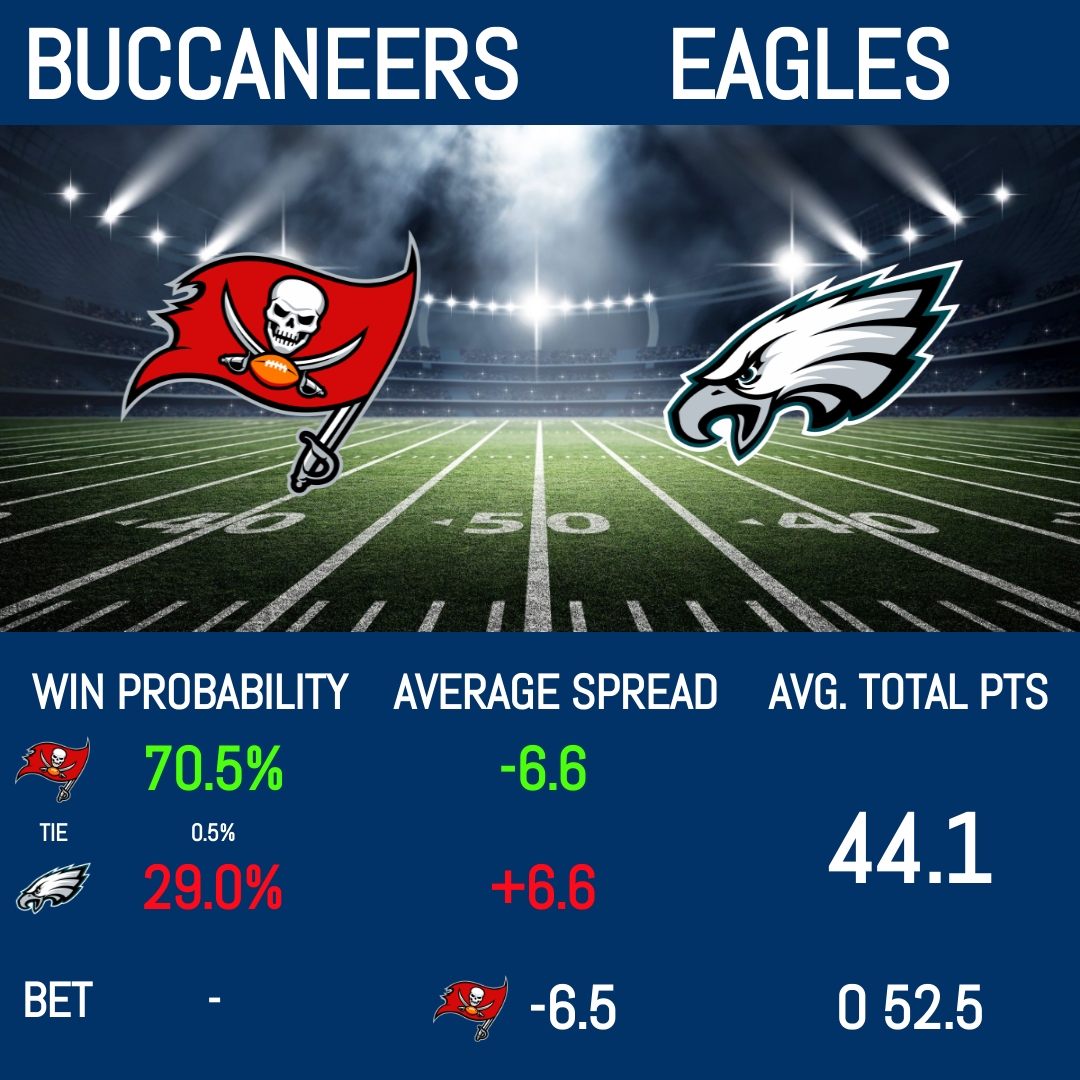 BUCCANEERS EAGLES
40 50 40
WIN PROBABILITY AVERAGE SPREAD AVG. TOTAL PTS
70.5% -6.6
TIE 0.5%
44.1
29.0% +6.6
BET - -6.5 O 52.5